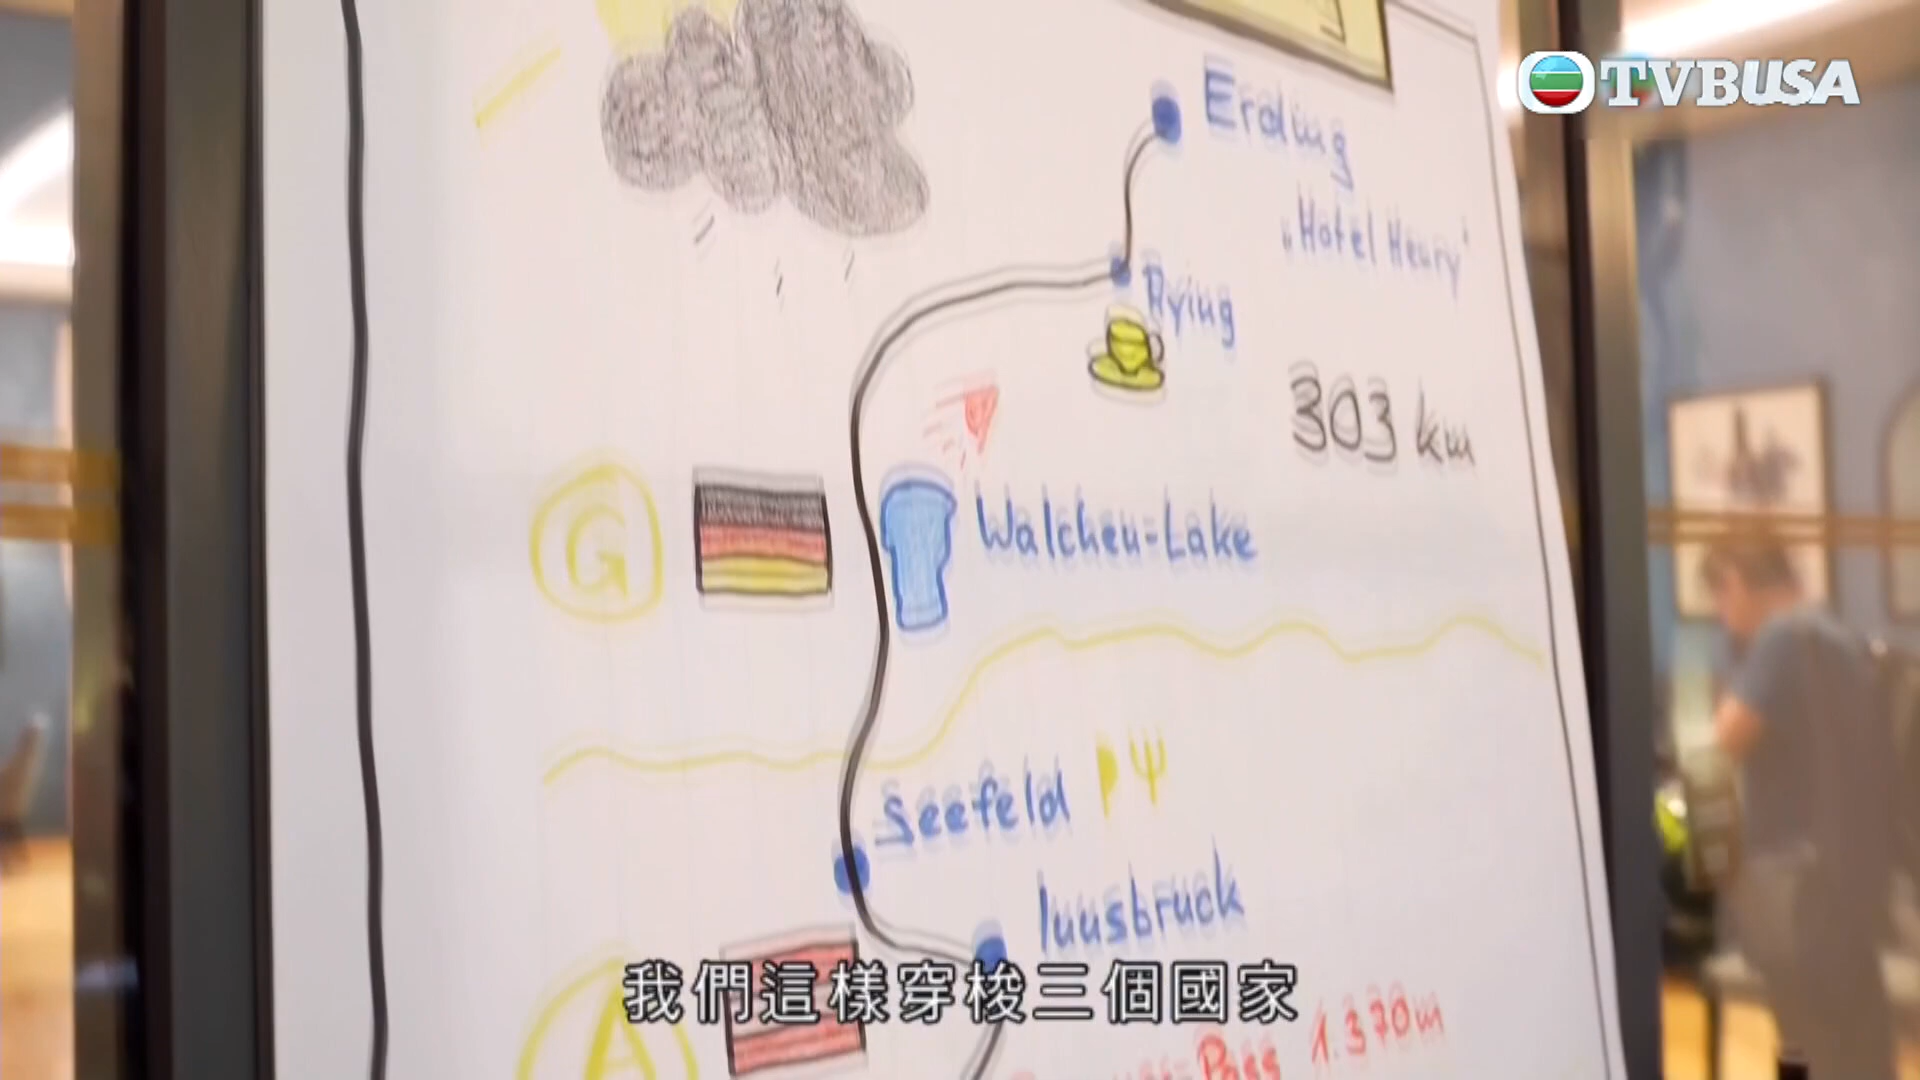 TVBUSA
Erding
„Hotel Henry"
Aying
303 km
G
Walchen-Lake
Seefeld
Innsbruck
A
Pass 1.370m
我們這樣穿梭三個國家